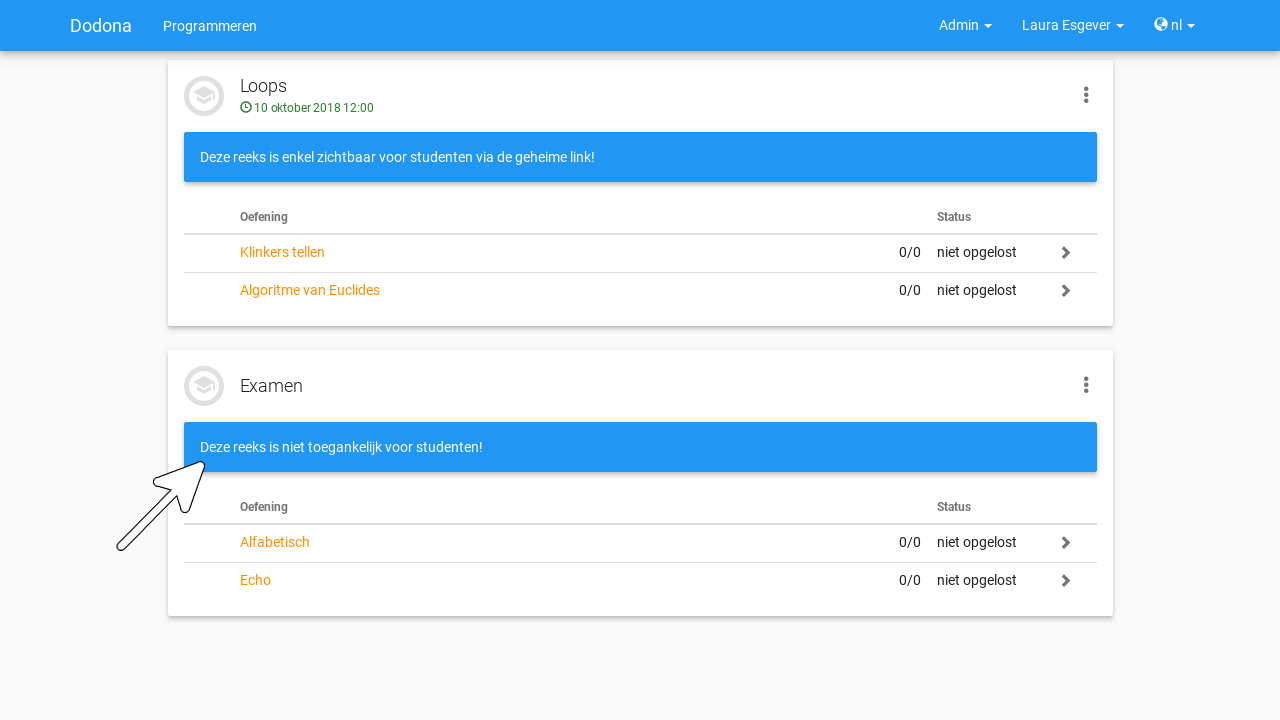 Dodona Programmeren Admin Laura Esgever nl
Loops
10 oktober 2018 12:00
Deze reeks is enkel zichtbaar voor studenten via de geheime link!
Oefening Status
Klinkers tellen 0/0 niet opgelost
Algoritme van Euclides 0/0 niet opgelost
Examen
Deze reeks is niet toegankelijk voor studenten!
Oefening Status
Alfabetisch 0/0 niet opgelost
Echo 0/0 niet opgelost